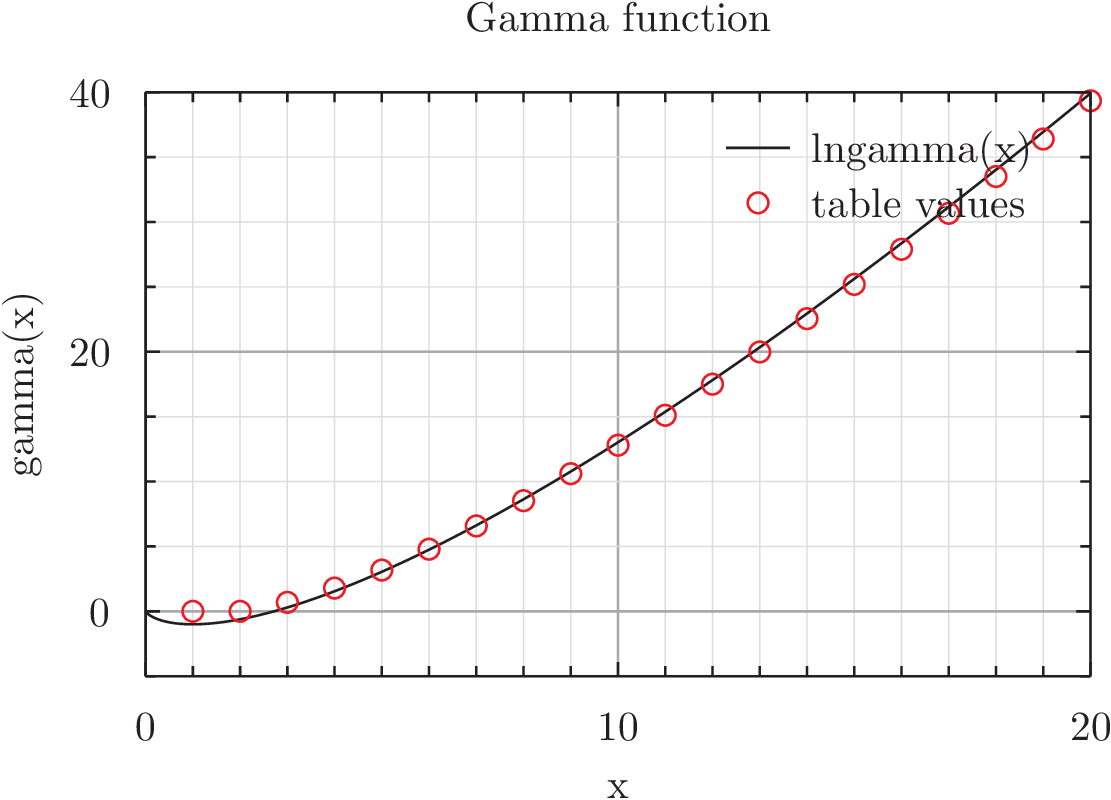 Gamma function
40
lngamma(x)
table values
gamma(x)
20
0
0 10 20
x